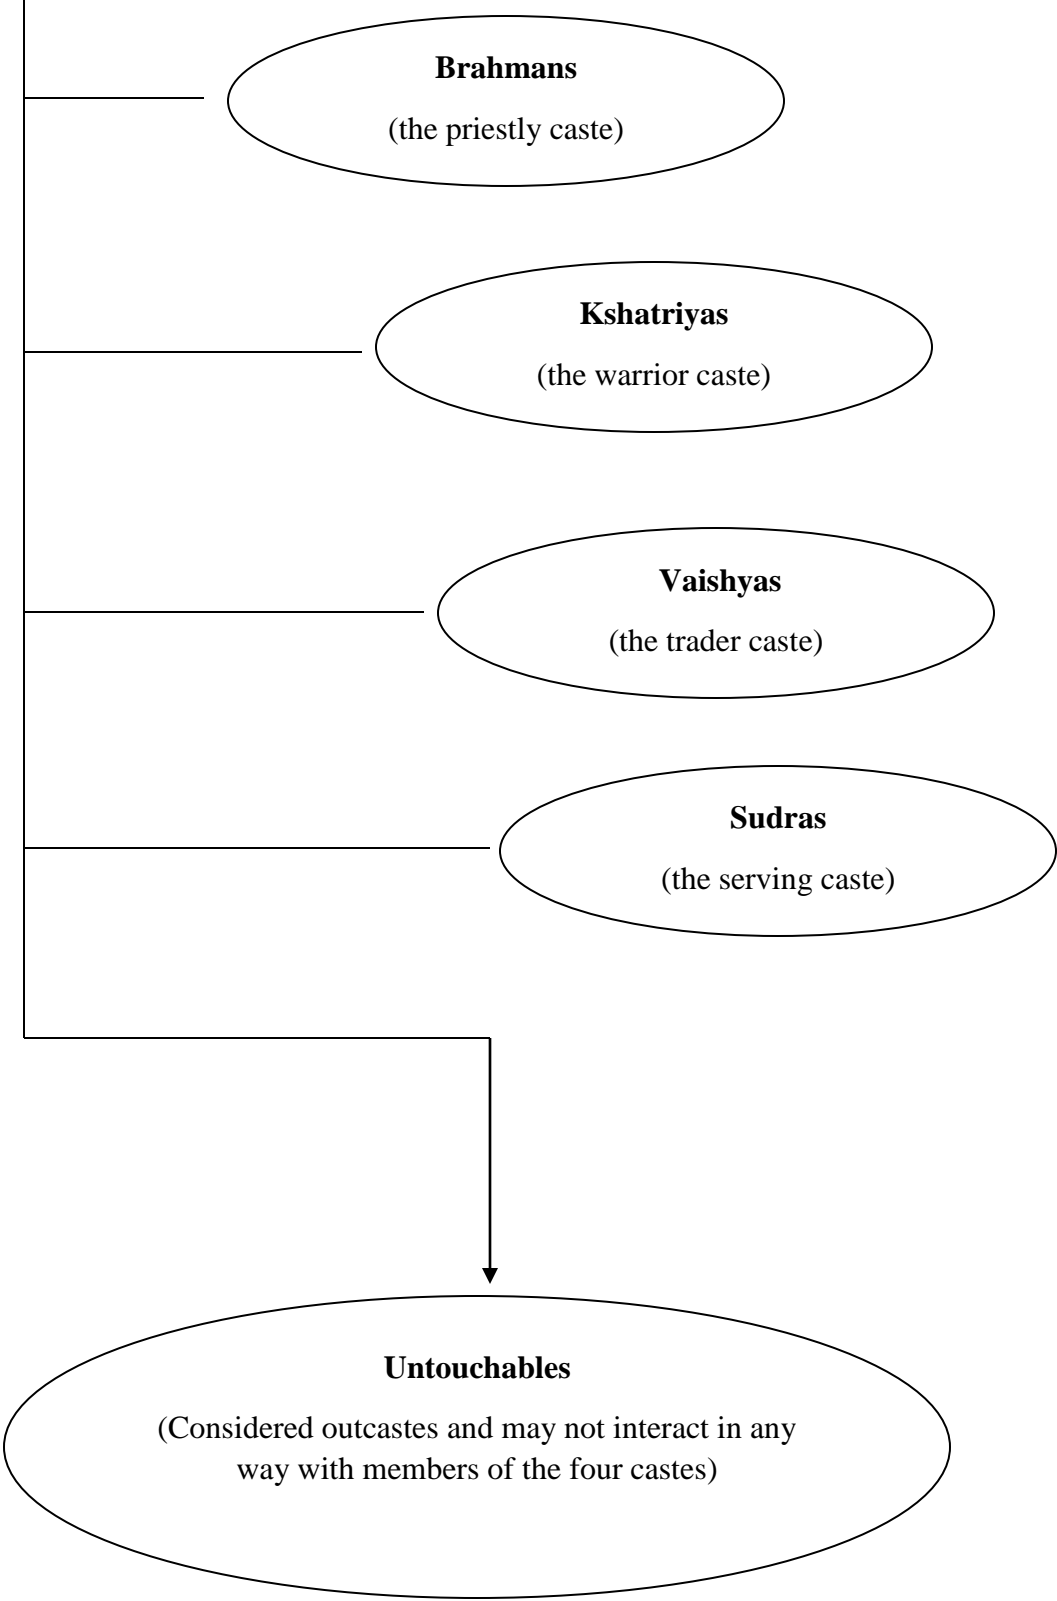 Brahmans
(the priestly caste)
Kshatriyas
(the warrior caste)
Vaishyas
(the trader caste)
Sudras
(the serving caste)
Untouchables
(Considered outcastes and may not interact in any
way with members of the four castes)